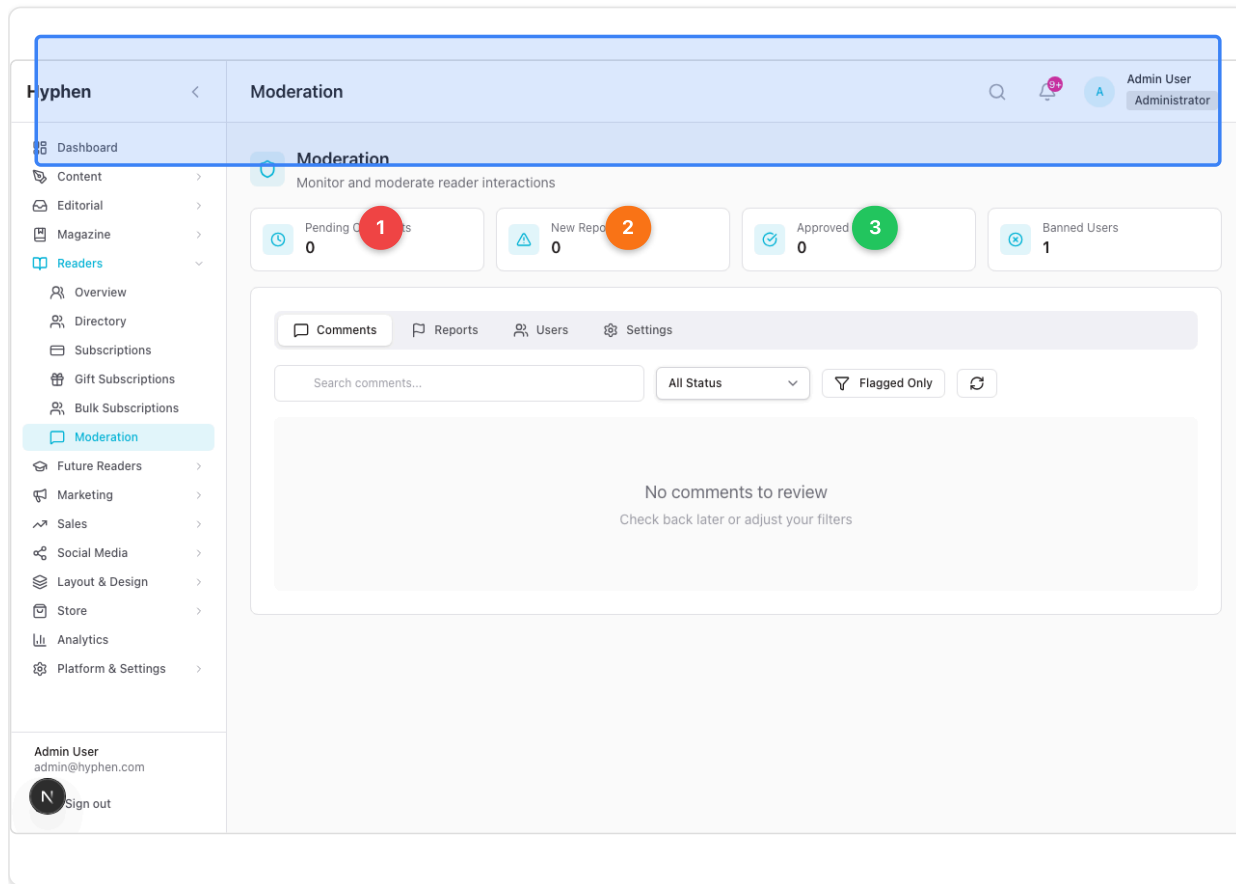 Hyphen
Moderation
9+
A
Admin User
Administrator
Dashboard
Content
Editorial
Magazine
Readers
Overview
Directory
Subscriptions
Gift Subscriptions
Bulk Subscriptions
Moderation
Future Readers
Marketing
Sales
Social Media
Layout & Design
Store
Analytics
Platform & Settings
Admin User
admin@hyphen.com
N
Sign out
Moderation
Monitor and moderate reader interactions
Pending
0
1
New
0
2
Approved
0
3
Banned Users
1
Comments Reports Users Settings
Search comments...
All Status
Flagged Only
No comments to review
Check back later or adjust your filters